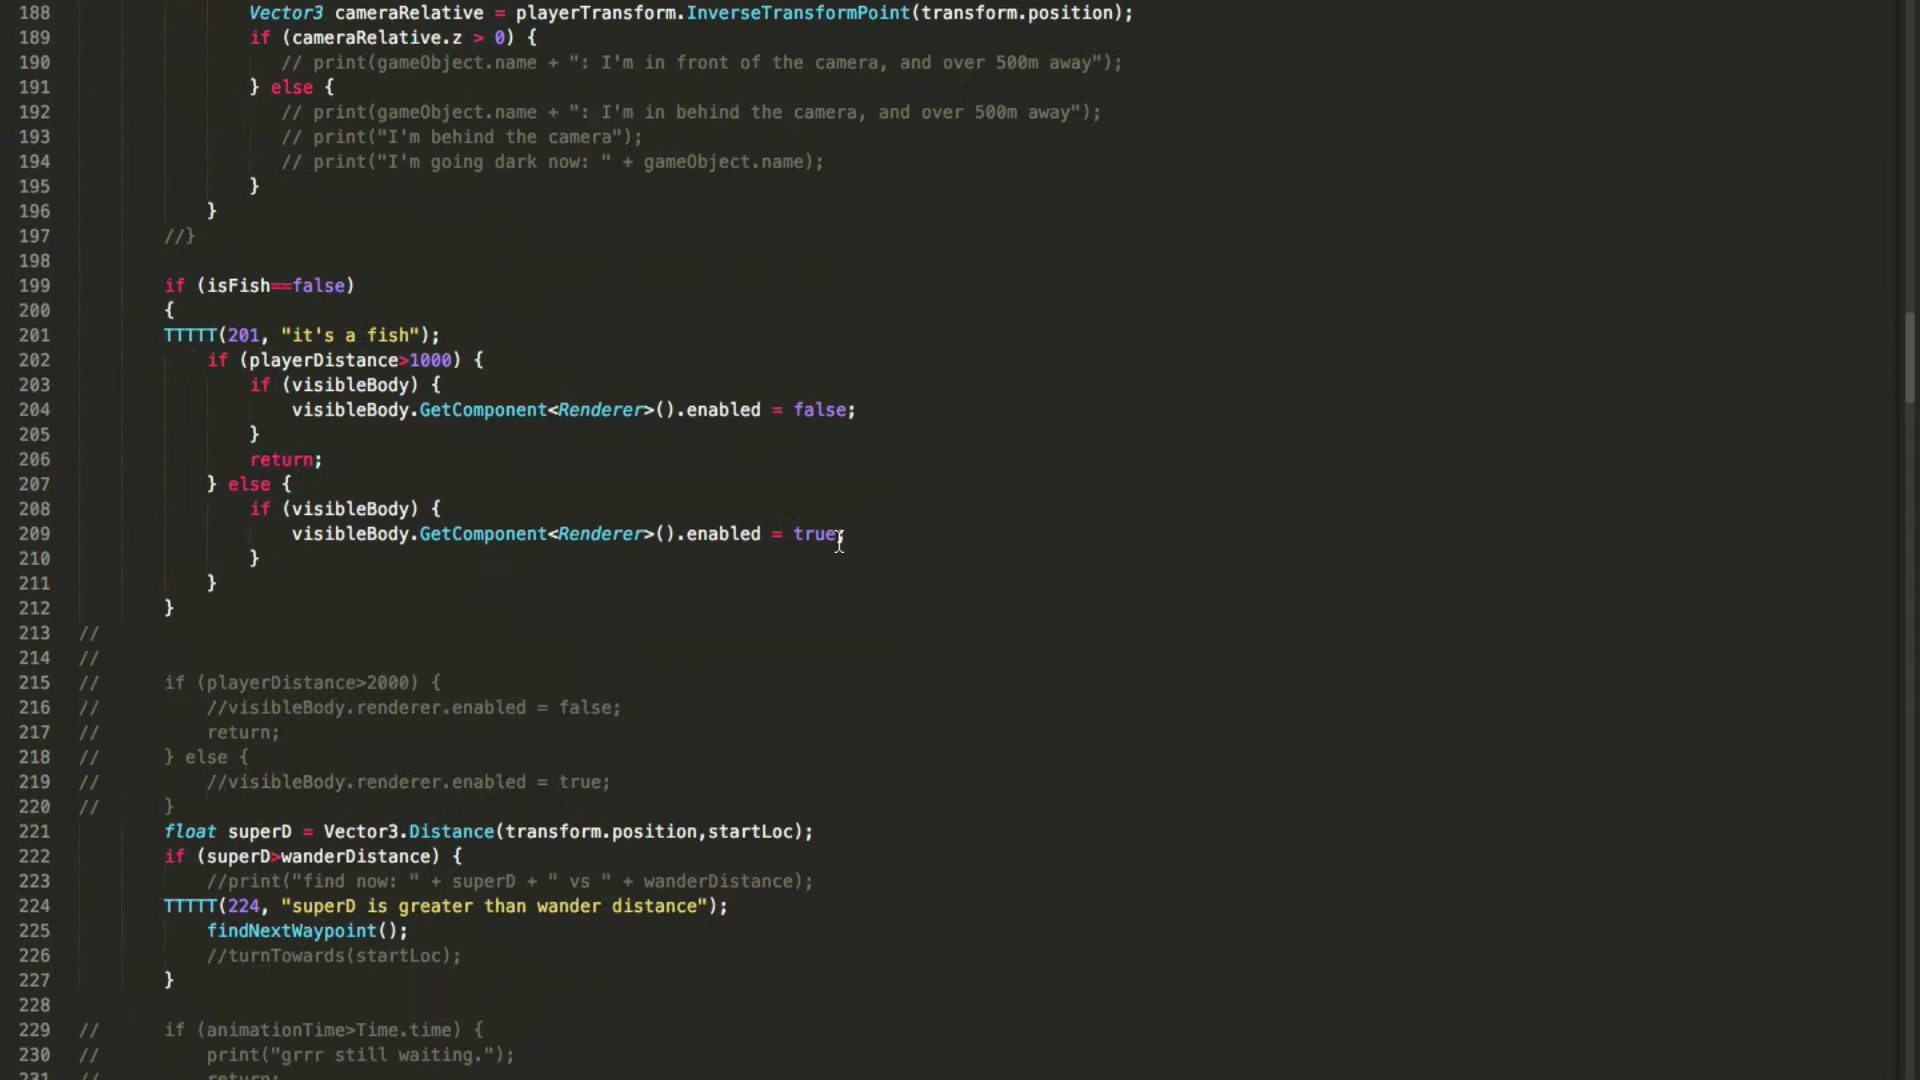 188 Vector3 cameraRelative = playerTransform.InverseTransformPoint(transform.position);
189 if (cameraRelative.z > 0) {
190 // print(gameObject.name + ": I'm in front of the camera, and over 500m away");
191 } else {
192 // print(gameObject.name + ": I'm in behind the camera, and over 500m away");
193 // print("I'm behind the camera");
194 // print("I'm going dark now: " + gameObject.name);
195 }
196 }
197 //}
198
199 if (isFish==false)
200 {
201 TTTTT(201, "it's a fish");
202 if (playerDistance>1000) {
203 if (visibleBody) {
204 visibleBody.GetComponent<Renderer>().enabled = false;
205 }
206 return;
207 } else {
208 if (visibleBody) {
209 visibleBody.GetComponent<Renderer>().enabled = true;
210 }
211 }
212 }
213 //
214 //
215 // if (playerDistance>2000) {
216 // //visibleBody.renderer.enabled = false;
217 // return;
218 // } else {
219 // //visibleBody.renderer.enabled = true;
220 // }
221 float superD = Vector3.Distance(transform.position,startLoc);
222 if (superD>wanderDistance) {
223 //print("find now: " + superD + " vs " + wanderDistance);
224 TTTTT(224, "superD is greater than wander distance");
225 findNextWaypoint();
226 //turnTowards(startLoc);
227 }
228
229 // if (animationTime>Time.time) {
230 // print("grrr still waiting.");
231 // return;